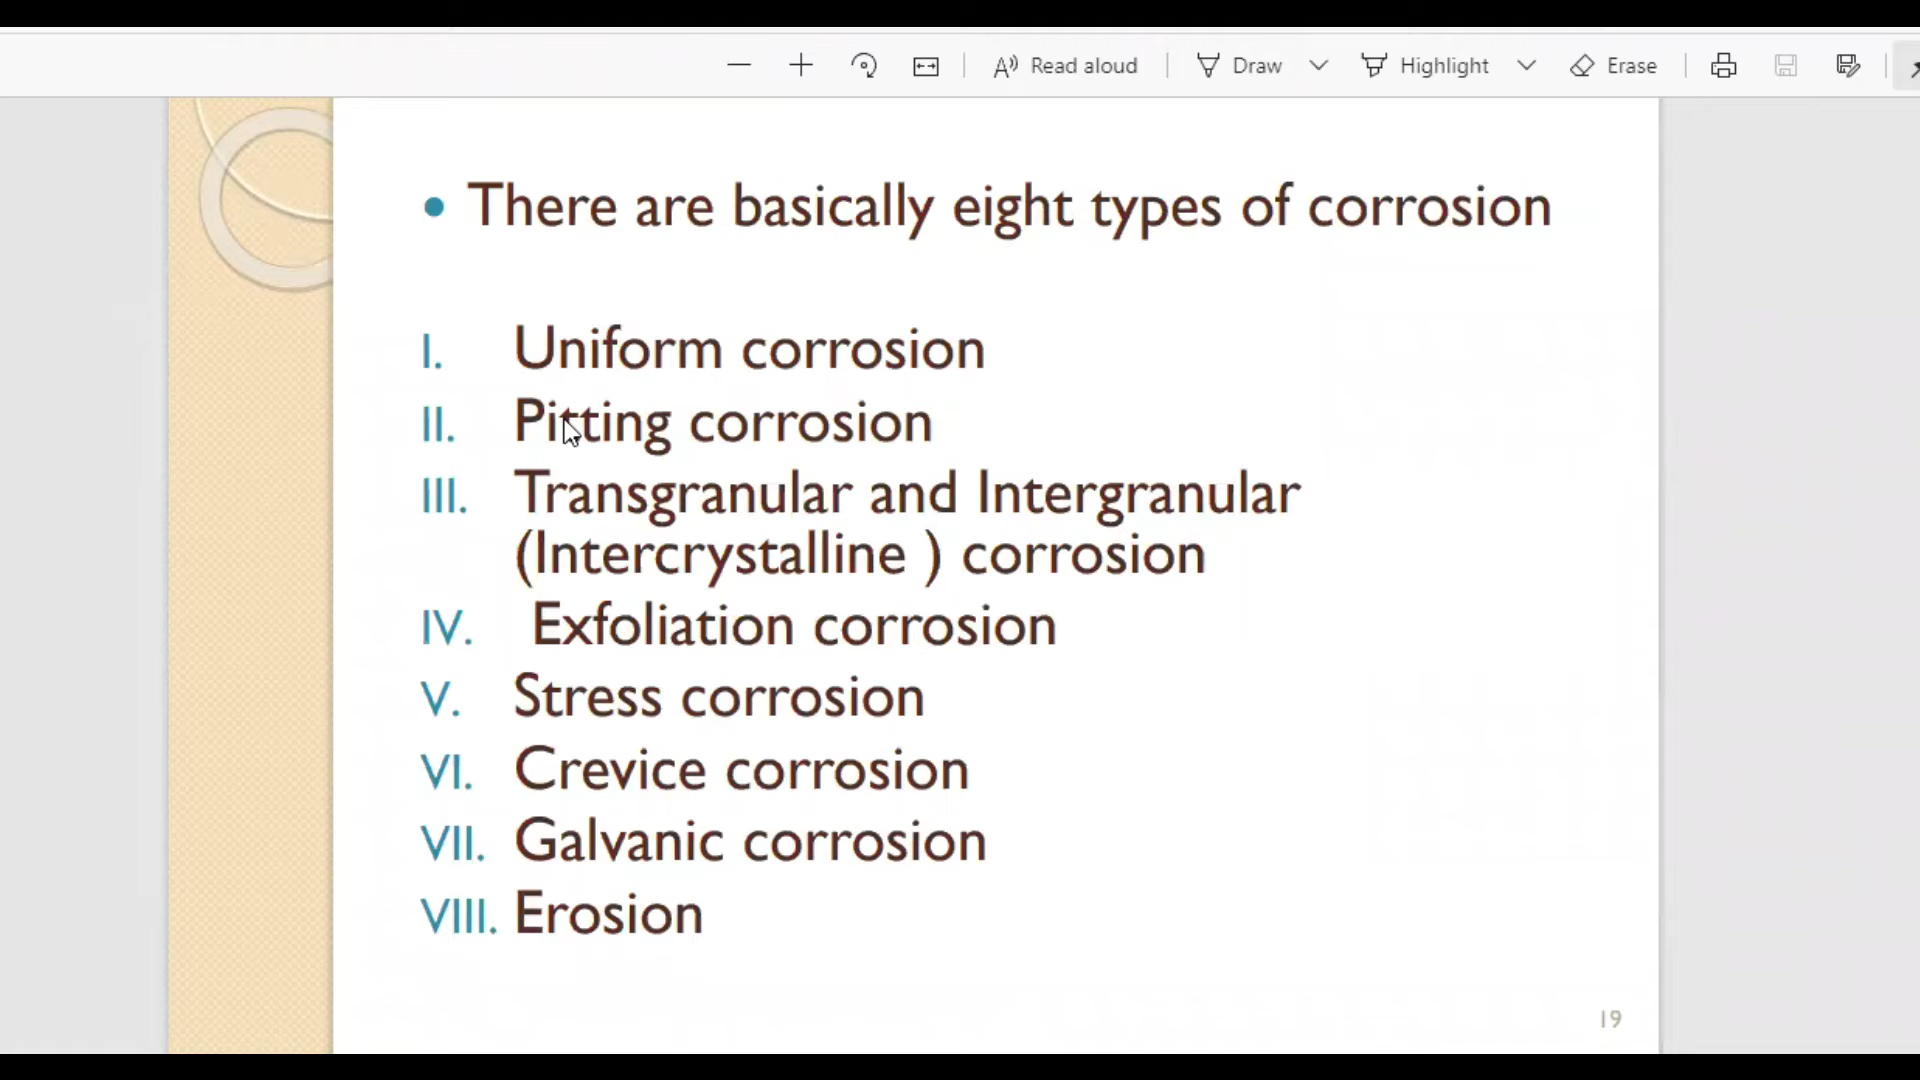 Read aloud Draw Highlight Erase
• There are basically eight types of corrosion
I. Uniform corrosion
II. Pitting corrosion
III. Transgranular and Intergranular
(Intercrystalline ) corrosion
IV. Exfoliation corrosion
V. Stress corrosion
VI. Crevice corrosion
VII. Galvanic corrosion
VIII. Erosion
19